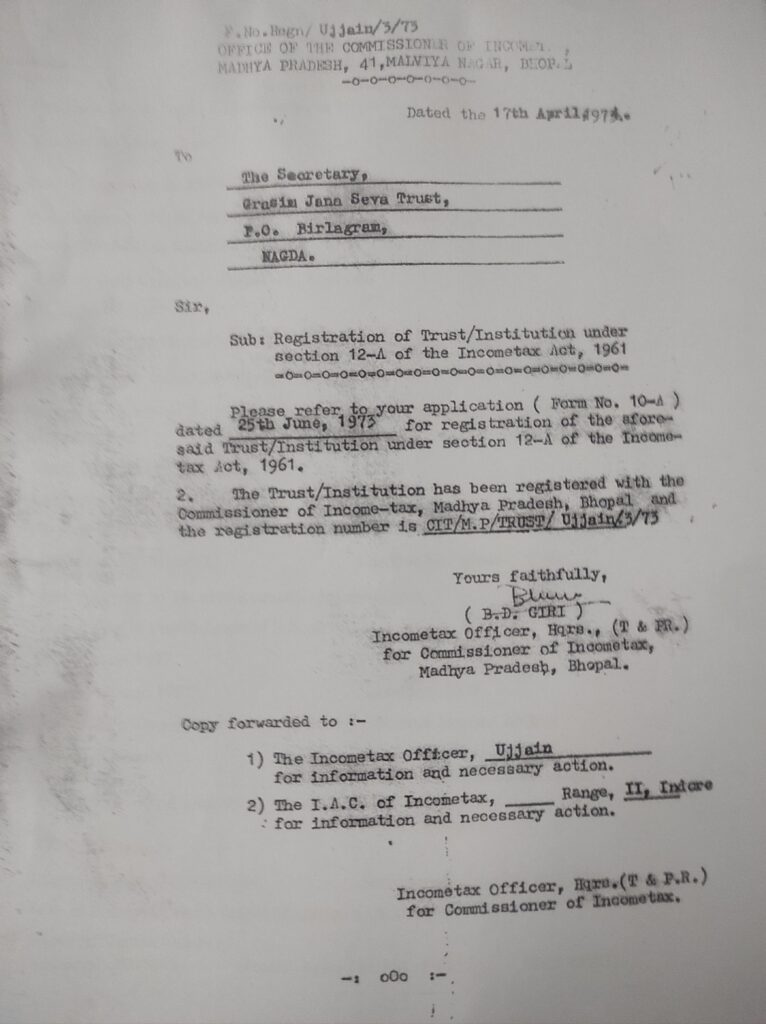 F.No.Regn/ Ujjain/3/73
OFFICE OF THE COMMISSIONER OF INCOME
MADHYA PRADESH, 41,MALVIYA NAGAR, BHOPAL
-o-o-o-o-o-o-o-
Dated the 17th April,
To
The Secretary,
Grasim Jana Seva Trust,
P.O. Birlagram,
NAGDA.
Sir,
Sub: Registration of Trust/Institution under
section 12-A of the Incometax Act, 1961
=o=o=o=o=o=o=o=o=o=o=o=o=o=o=o=o=o=
Please refer to your application ( Form No. 10-A )
dated 25th June, 1973 for registration of the afore-
said Trust/Institution under section 12-A of the Income-
tax Act, 1961.
2. The Trust/Institution has been registered with the
Commissioner of Income-tax, Madhya Pradesh, Bhopal and
the registration number is CIT/M.P/TRUST/ Ujjain/3/73
Yours faithfully,
( B.D. GIRI )
Incometax Officer, Hqrs., (T & PR.)
for Commissioner of Incometax,
Madhya Pradesh, Bhopal.
Copy forwarded to :-
1) The Incometax Officer, Ujjain
for information and necessary action.
2) The I.A.C. of Incometax, _____ Range, II, Indore
for information and necessary action.
Incometax Officer, Hqrs.(T & P.R.)
for Commissioner of Incometax.
-: oOo :-